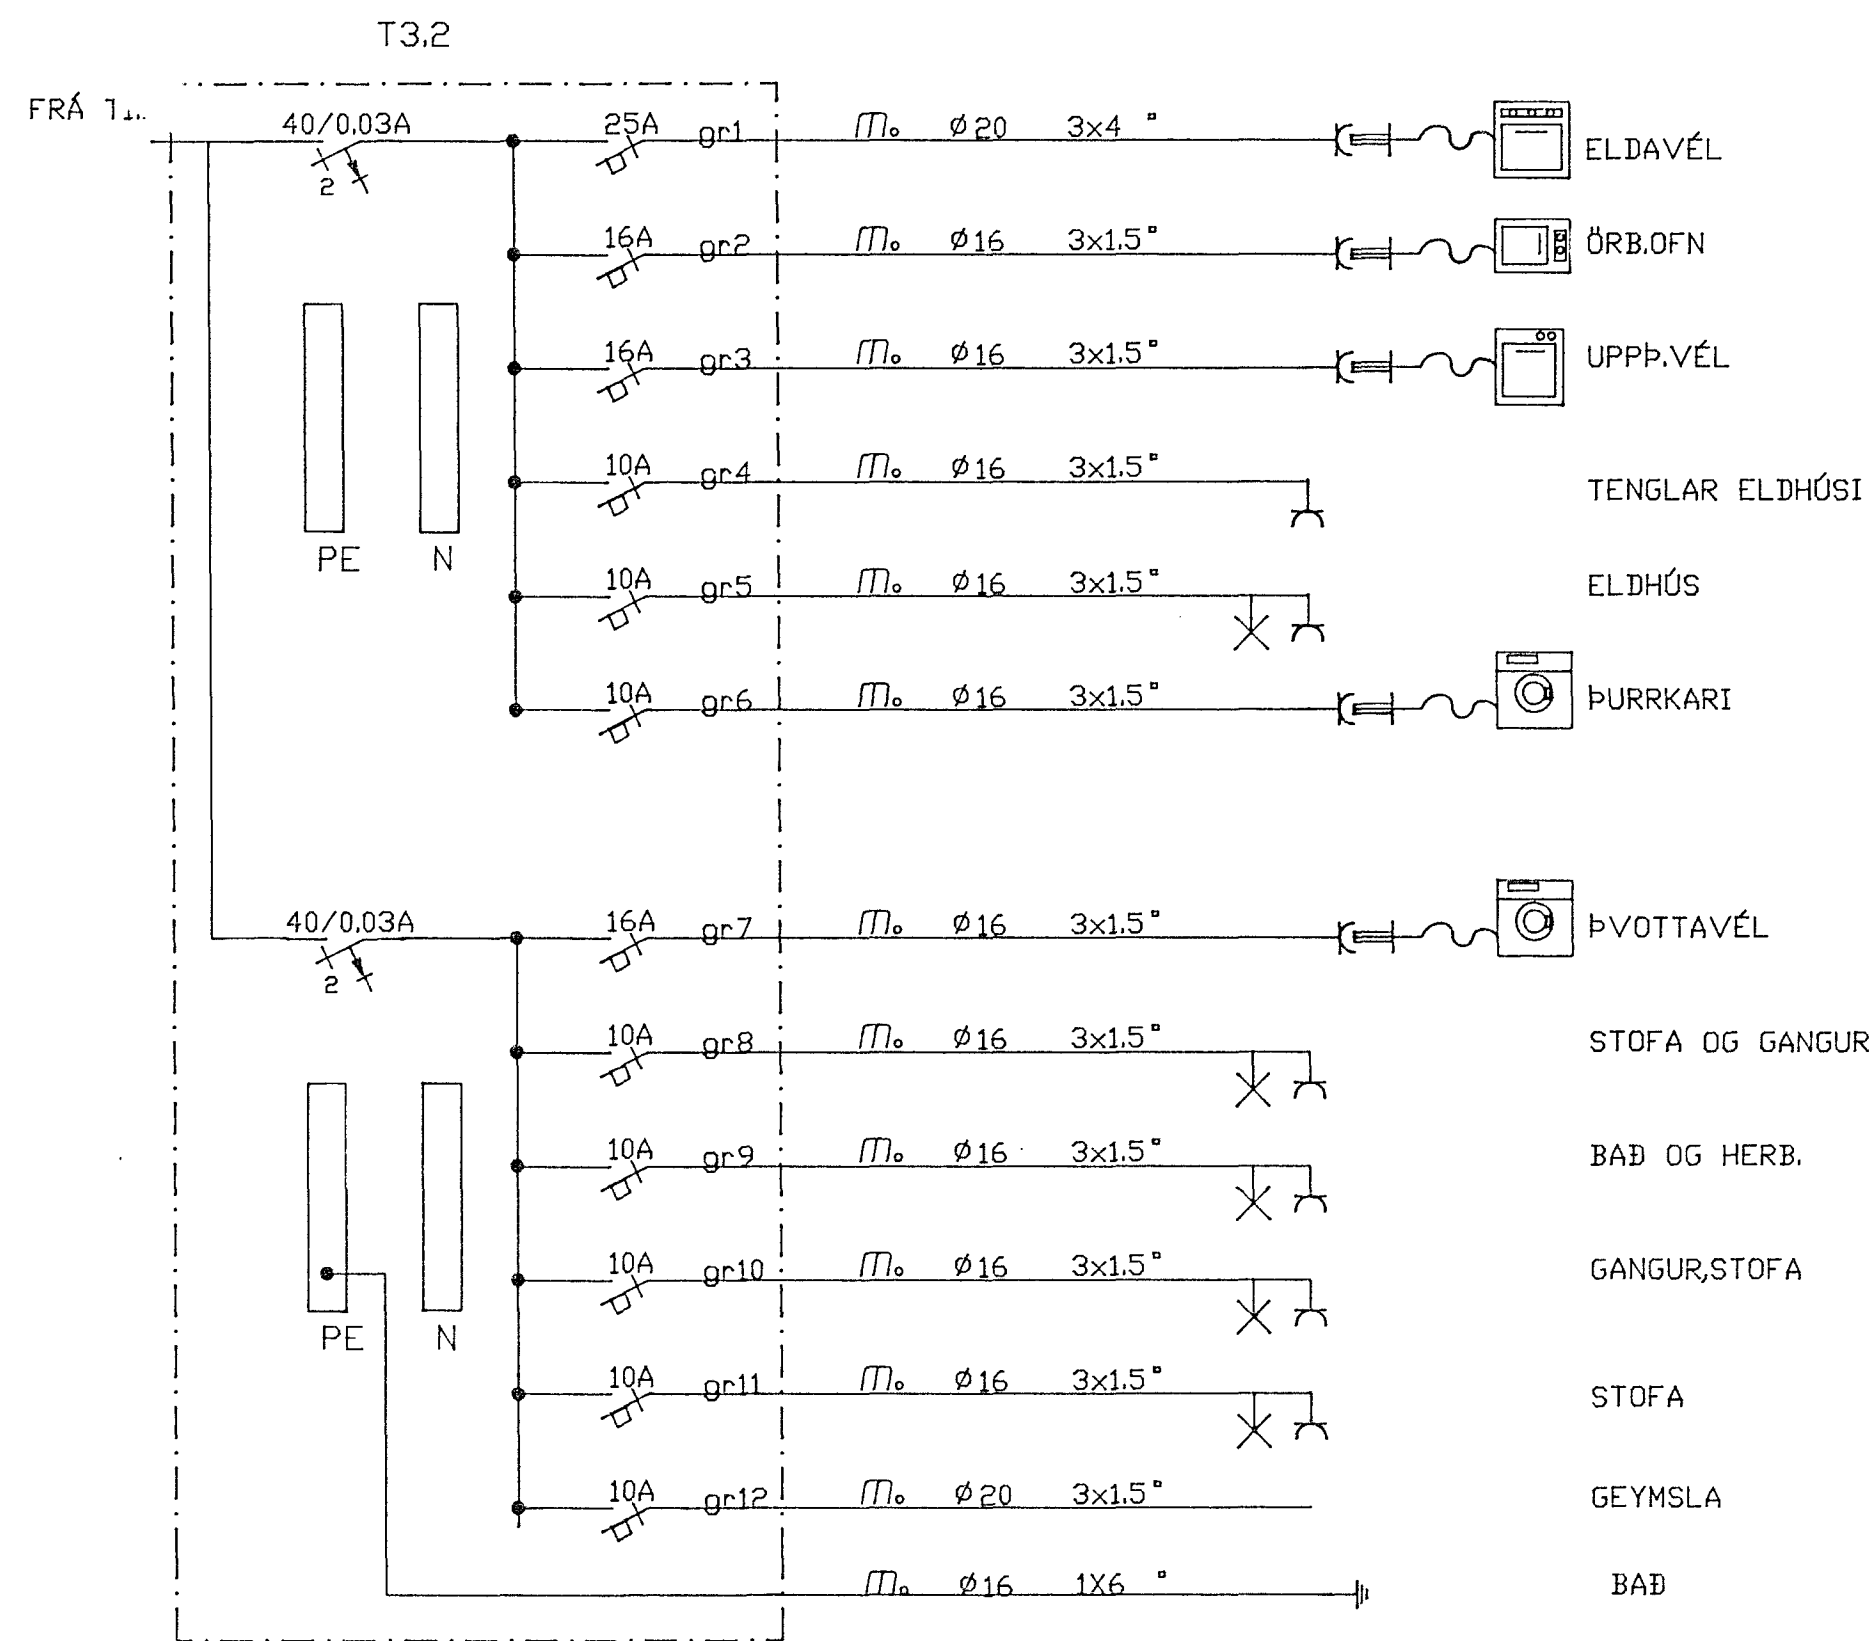 T3.2
FRÁ
40/0.03A 25A gr1 ø20 3x4 ▫ ELDAVÉL
2
16A gr2 ø16 3x1.5▫ ÖRB.OFN
16A gr3 ø16 3x1.5▫ UPPÞ.VÉL
10A gr4 ø16 3x1.5▫ TENGLAR ELDHÚSI
PE N
10A gr5 ø16 3x1.5▫ ELDHÚS
10A gr6 ø16 3x1.5▫ ÞURRKARI
40/0.03A 16A gr7 ø16 3x1.5▫ ÞVOTTAVÉL
2
10A gr8 ø16 3x1.5▫ STOFA OG GANGUR
10A gr9 ø16 3x1.5▫ BAÐ OG HERB.
10A gr10 ø16 3x1.5▫ GANGUR,STOFA
PE N
10A gr11 ø16 3x1.5▫ STOFA
10A gr12 ø20 3x1.5▫ GEYMSLA
ø16 1X6 ▫ BAÐ